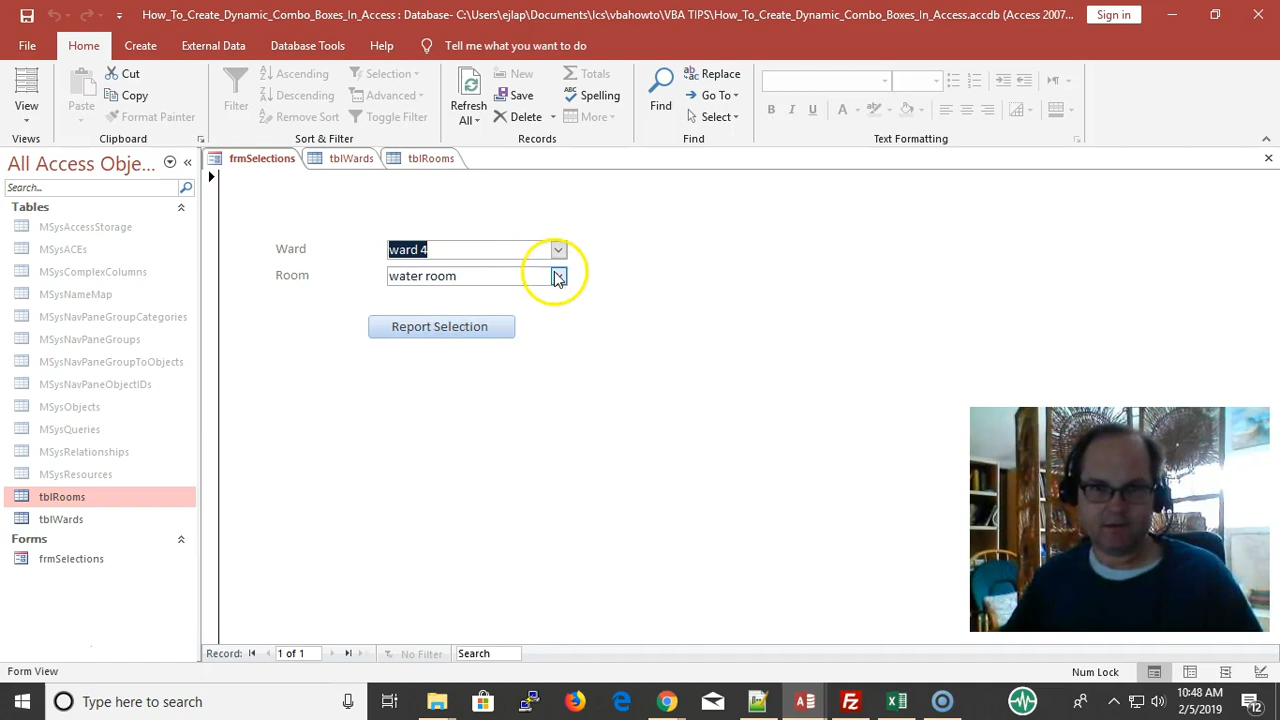 How_To_Create_Dynamic_Combo_Boxes_In_Access : Database- C:\Users\ejlap\Documents\lcs\vbahowto\VBA TIPS\How_To_Create_Dynamic_Combo_Boxes_In_Access.accdb (Access 2007...
Sign in
File Home Create External Data Database Tools Help Tell me what you want to do
View
Views
Paste
Cut
Copy
Format Painter
Clipboard
Filter
Ascending
Descending
Remove Sort
Selection
Advanced
Toggle Filter
Sort & Filter
Refresh
All
New
Save
Delete
Totals
Spelling
More
Records
Find
Replace
Go To
Select
Find
B I U A
Text Formatting
All Access Obje...
Search...
Tables
MSysAccessStorage
MSysACEs
MSysComplexColumns
MSysNameMap
MSysNavPaneGroupCategories
MSysNavPaneGroups
MSysNavPaneGroupToObjects
MSysNavPaneObjectIDs
MSysObjects
MSysQueries
MSysRelationships
MSysResources
tblRooms
tblWards
Forms
frmSelections
frmSelections tblWards tblRooms
Ward ward 4
Room water room
Report Selection
Record: 1 of 1 No Filter Search
Form View
Num Lock
Type here to search
10:48 AM
2/5/2019
12